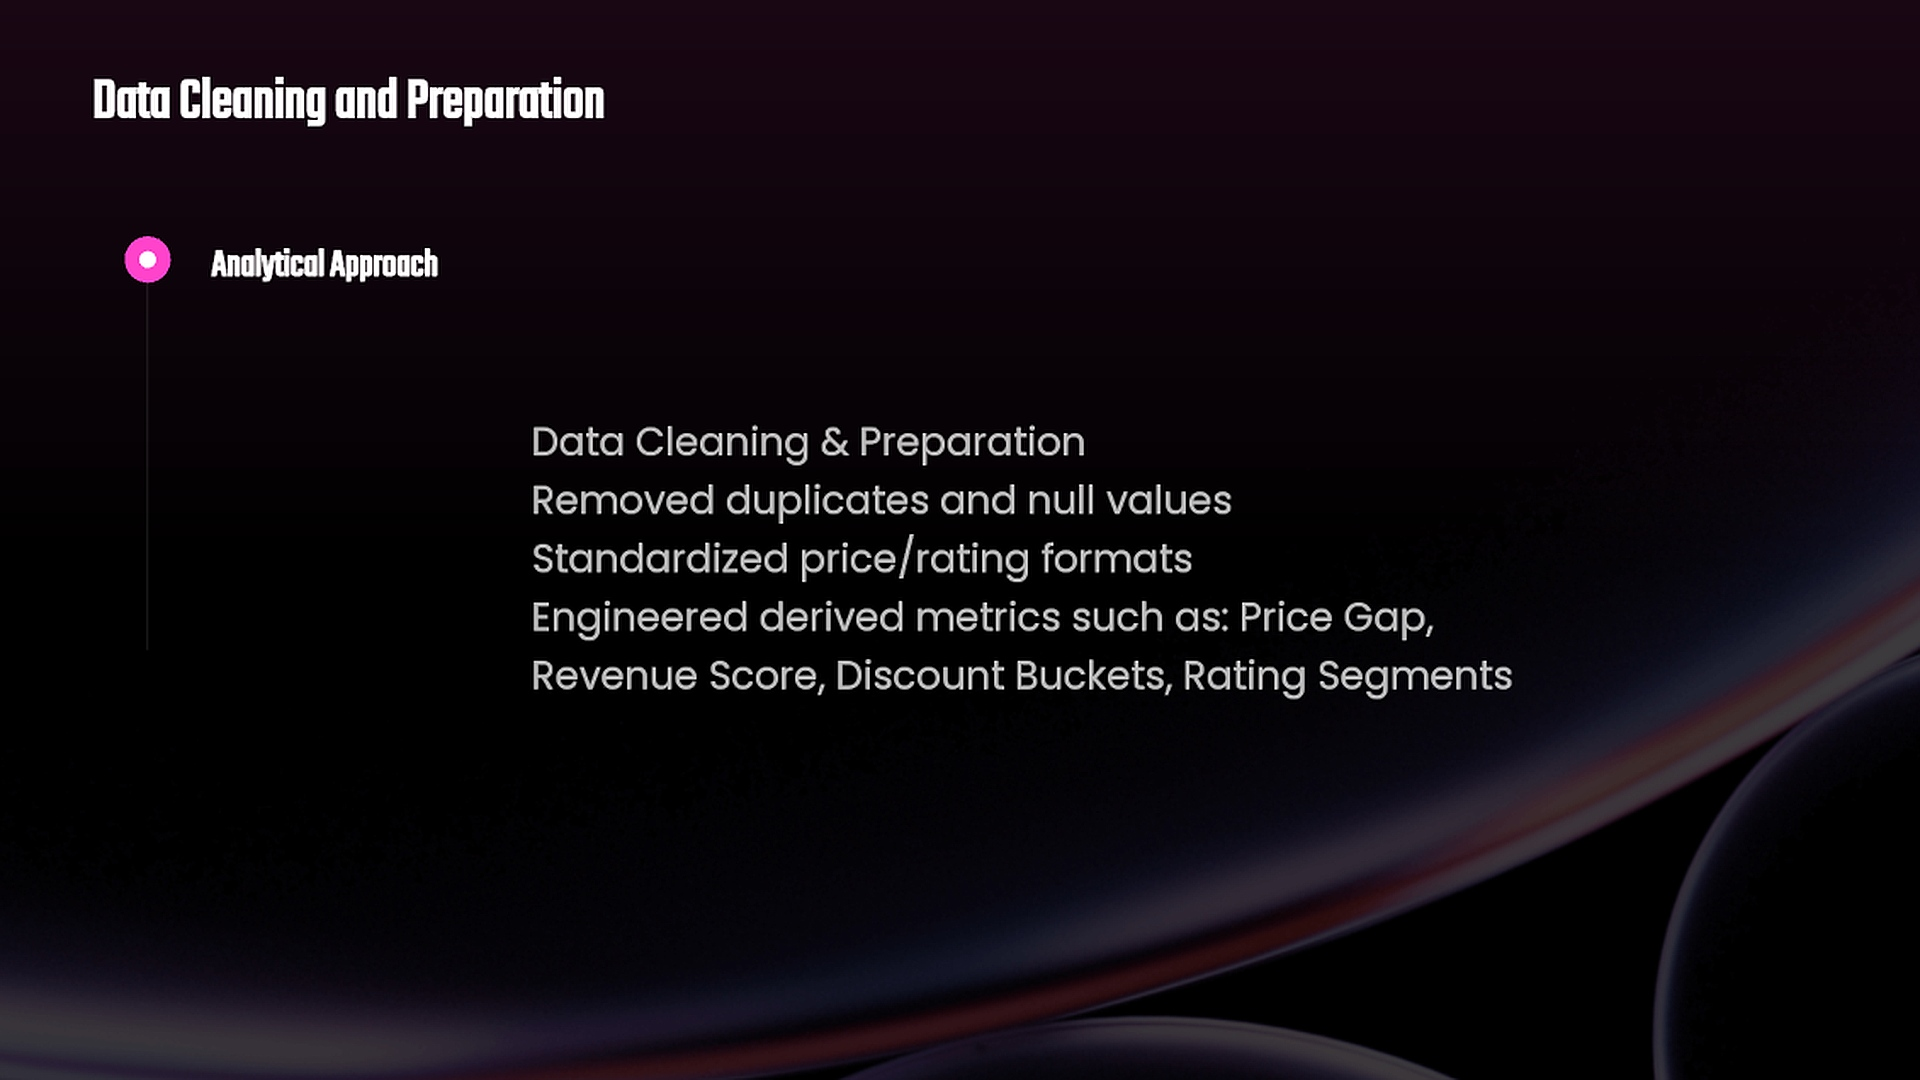 Data Cleaning and Preparation
Analytical Approach
Data Cleaning & Preparation
Removed duplicates and null values
Standardized price/rating formats
Engineered derived metrics such as: Price Gap,
Revenue Score, Discount Buckets, Rating Segments